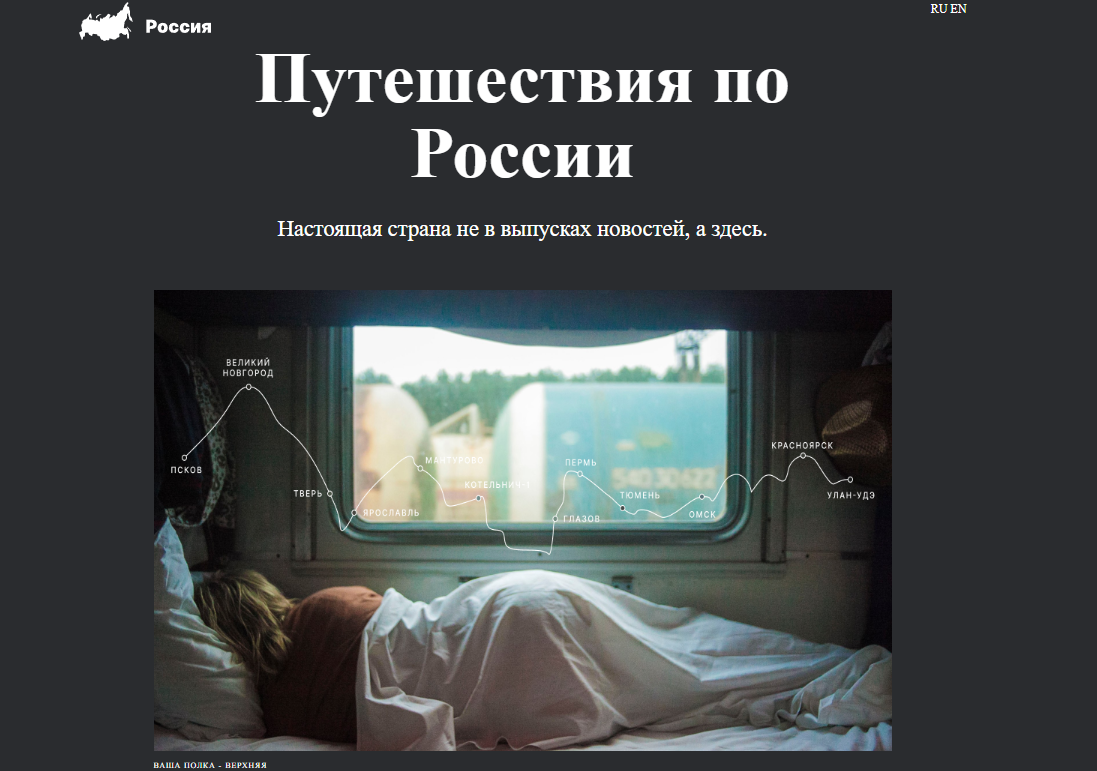 Россия
RU EN
Путешествия по
России
Настоящая страна не в выпусках новостей, а здесь.
ВЕЛИКИЙ
НОВГОРОД
ПСКОВ
ТВЕРЬ
ЯРОСЛАВЛЬ
МАНТУРОВО
КОТЕЛЬНИЧ-1
ГЛАЗОВ
ПЕРМЬ
ТЮМЕНЬ
ОМСК
КРАСНОЯРСК
УЛАН-УДЭ
54030622
ВАША ПОЛКА - ВЕРХНЯЯ